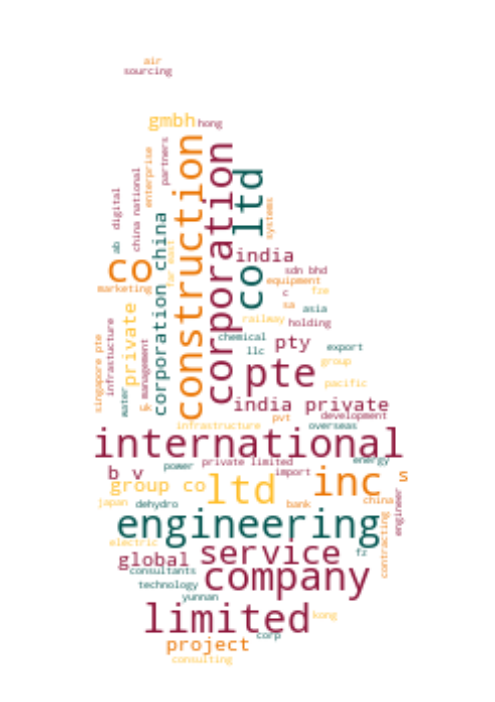 air
sourcing
gmbh
hong
construction
corporation
co ltd
partners
enterprise
china national
digital
ab
systems
far east
corporation china
india
co
sdn bhd
equipment
marketing
c
fze
sa
asia
private
railway
holding
infrastucture
singapore pte
management
water
uk
chemical
llc
pty
export
group
pte
pacific
india private
pvt
development
infrastructure
overseas
international
b v
power
private limited
energy
import
group co
ltd
inc
s
japan
dehydro
bank
china
engineer
engineering
contracting
electric
service
fz
global
consultants
company
technology
yunnan
limited
kong
corp
project
consulting